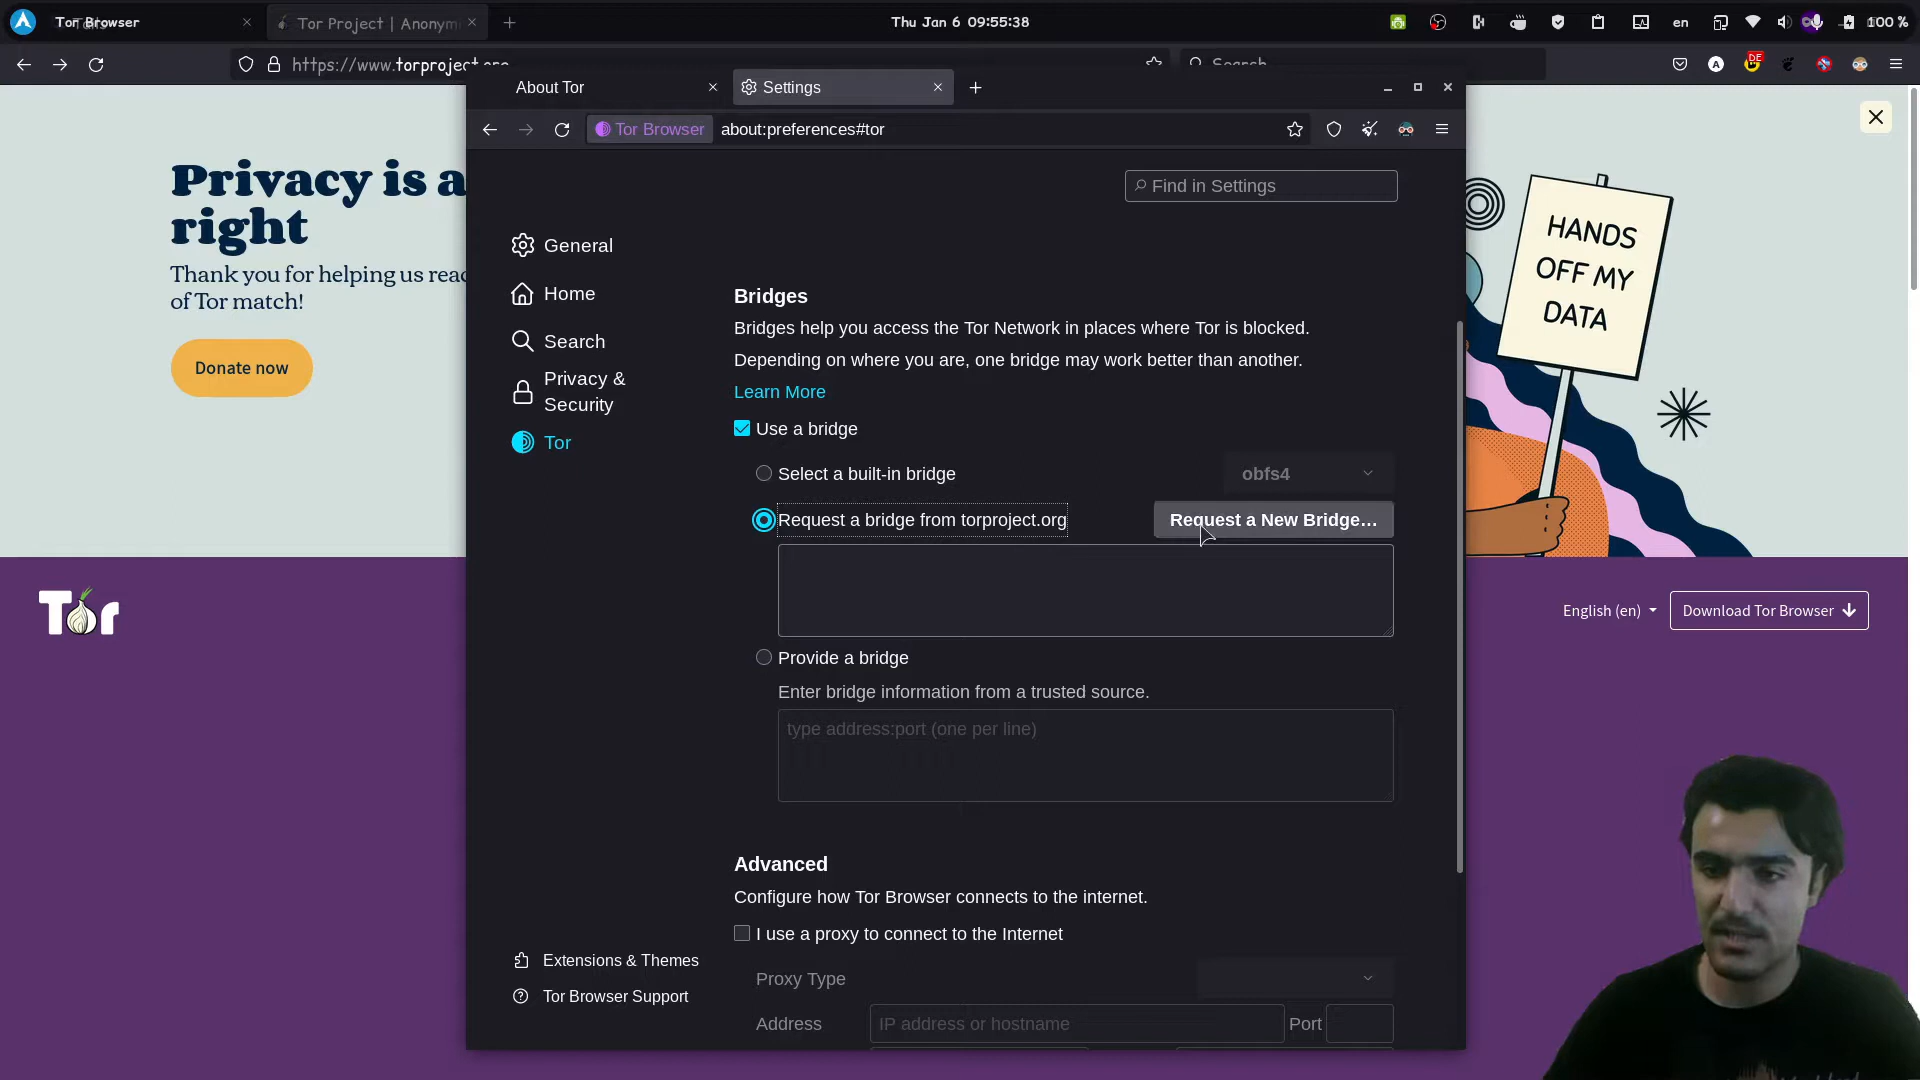 Tor Browser
Tor Project | Anonym
Thu Jan 6 09:55:38
en
100 %
https://www.torproject.org
Search
DE
About Tor
Settings
Tor Browser
about:preferences#tor
Find in Settings
General
Home
Search
Privacy &
Security
Tor
Extensions & Themes
Tor Browser Support
Bridges
Bridges help you access the Tor Network in places where Tor is blocked.
Depending on where you are, one bridge may work better than another.
Learn More
Use a bridge
Select a built-in bridge
obfs4
Request a bridge from torproject.org
Request a New Bridge…
Provide a bridge
Enter bridge information from a trusted source.
type address:port (one per line)
Advanced
Configure how Tor Browser connects to the internet.
I use a proxy to connect to the Internet
Proxy Type
Address
IP address or hostname
Port
Privacy is a
right
Thank you for helping us reac
of Tor match!
Donate now
HANDS
OFF MY
DATA
Tor
English (en)
Download Tor Browser